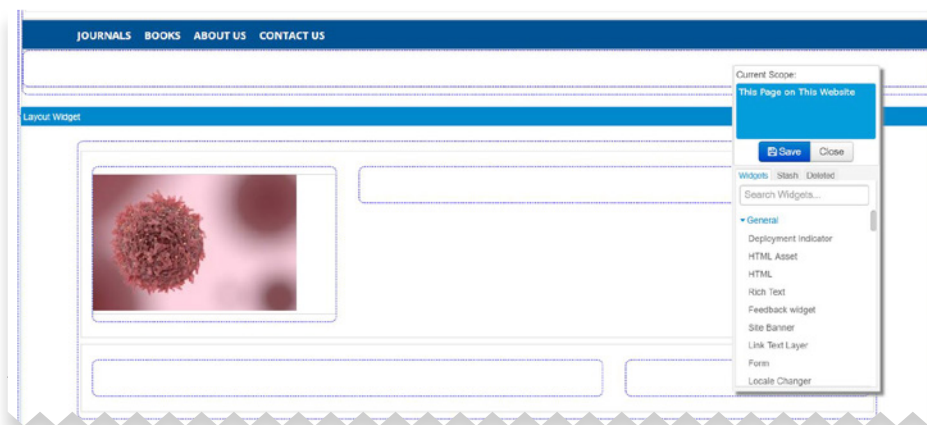 JOURNALS BOOKS ABOUT US CONTACT US
Current Scope:
This Page on This Website
Layout Widget
Save Close
Widgets Stash Deleted
Search Widgets...
General
Deployment Indicator
HTML Asset
HTML
Rich Text
Feedback widget
Site Banner
Link Text Layer
Form
Locale Changer